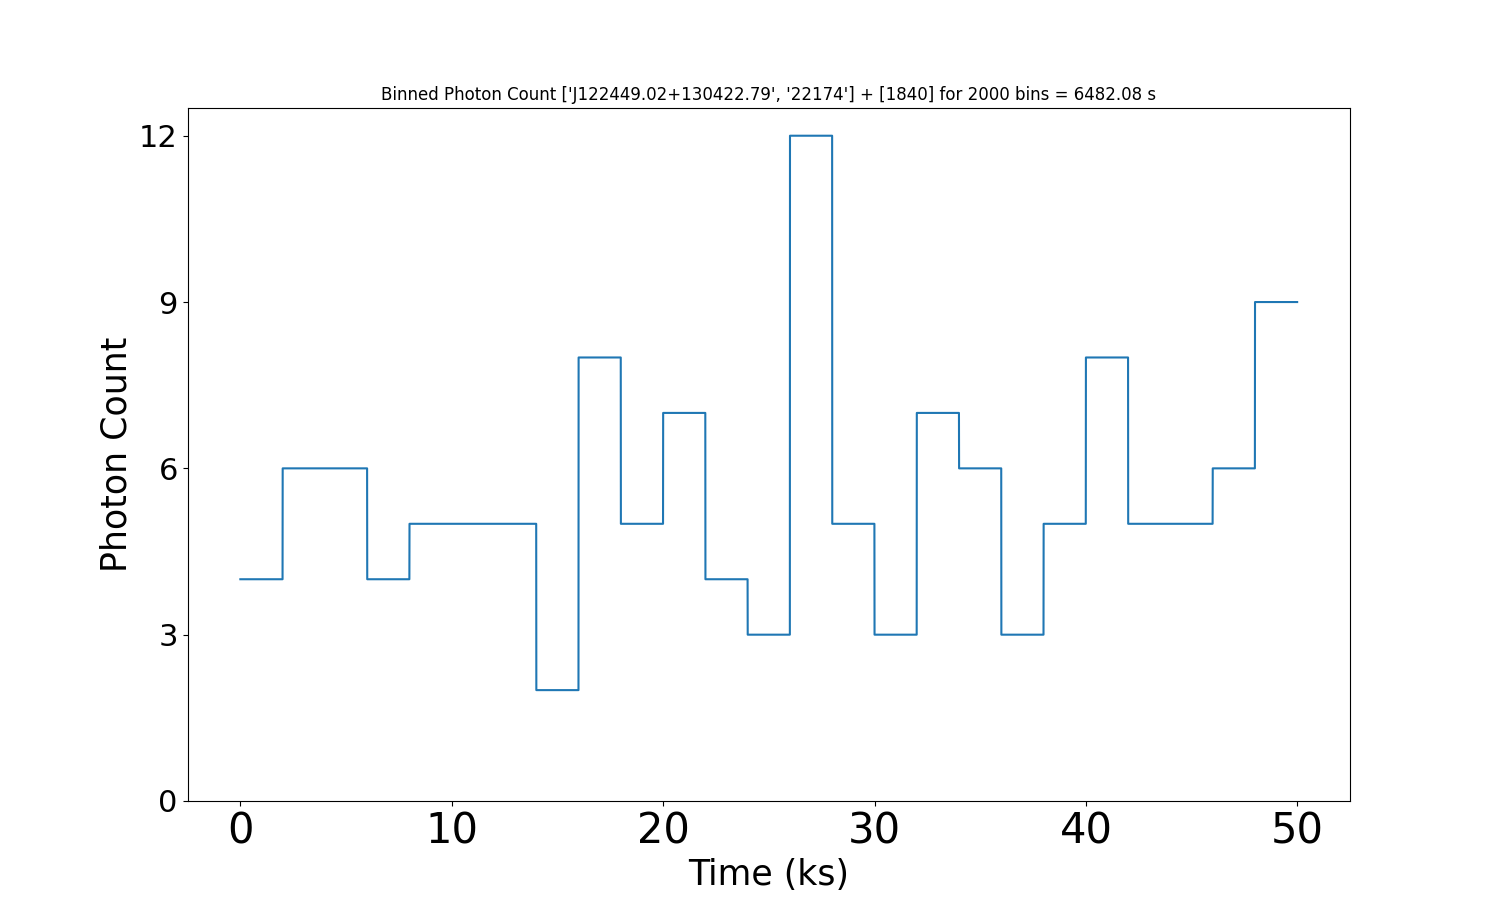 Binned Photon Count ['J122449.02+130422.79', '22174'] + [1840] for 2000 bins = 6482.08 s
12
9
6
3
0
Photon Count
0 10 20 30 40 50
Time (ks)